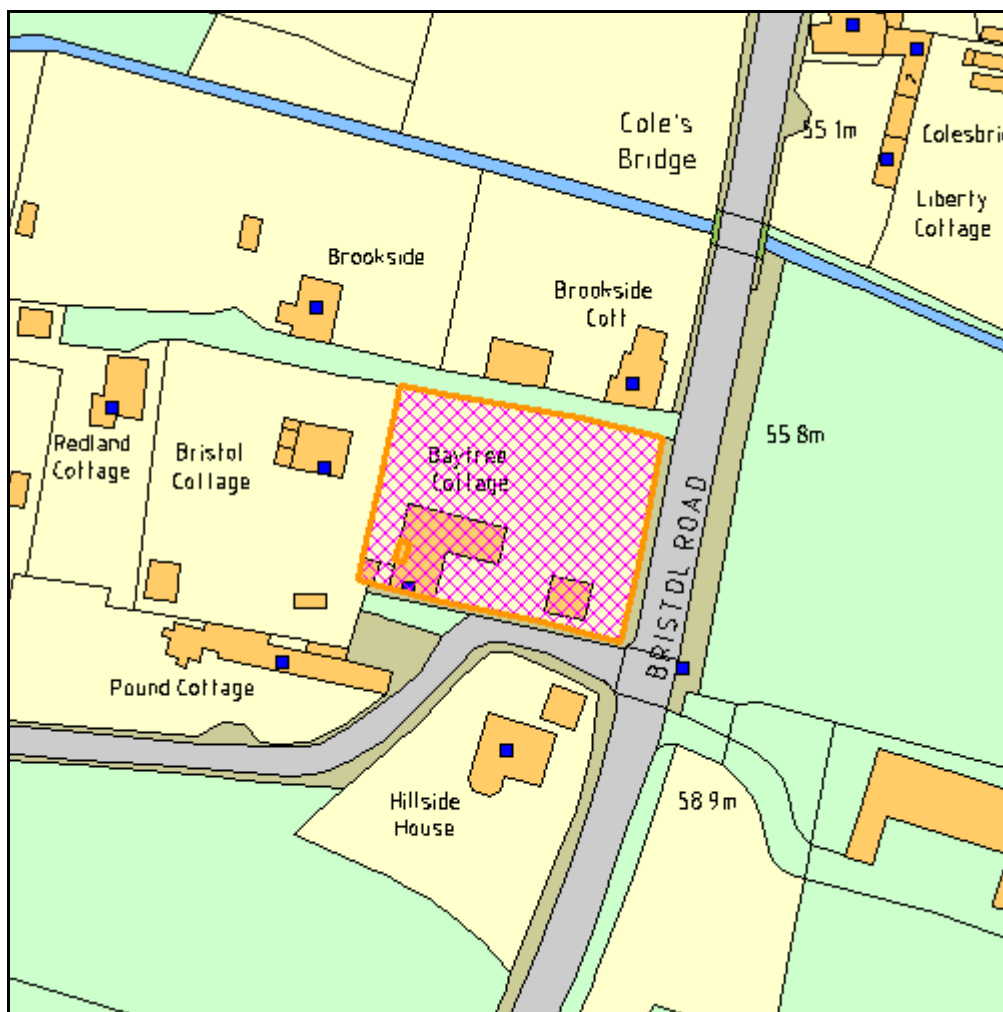 Cole's
Bridge
55.1m
Colesbri
Liberty
Cottage
Brookside
Brookside
Cott
55.8m
Redland
Cottage
Bristol
Cottage
Baytree
Cottage
BRISTOL ROAD
Pound Cottage
Hillside
House
58.9m